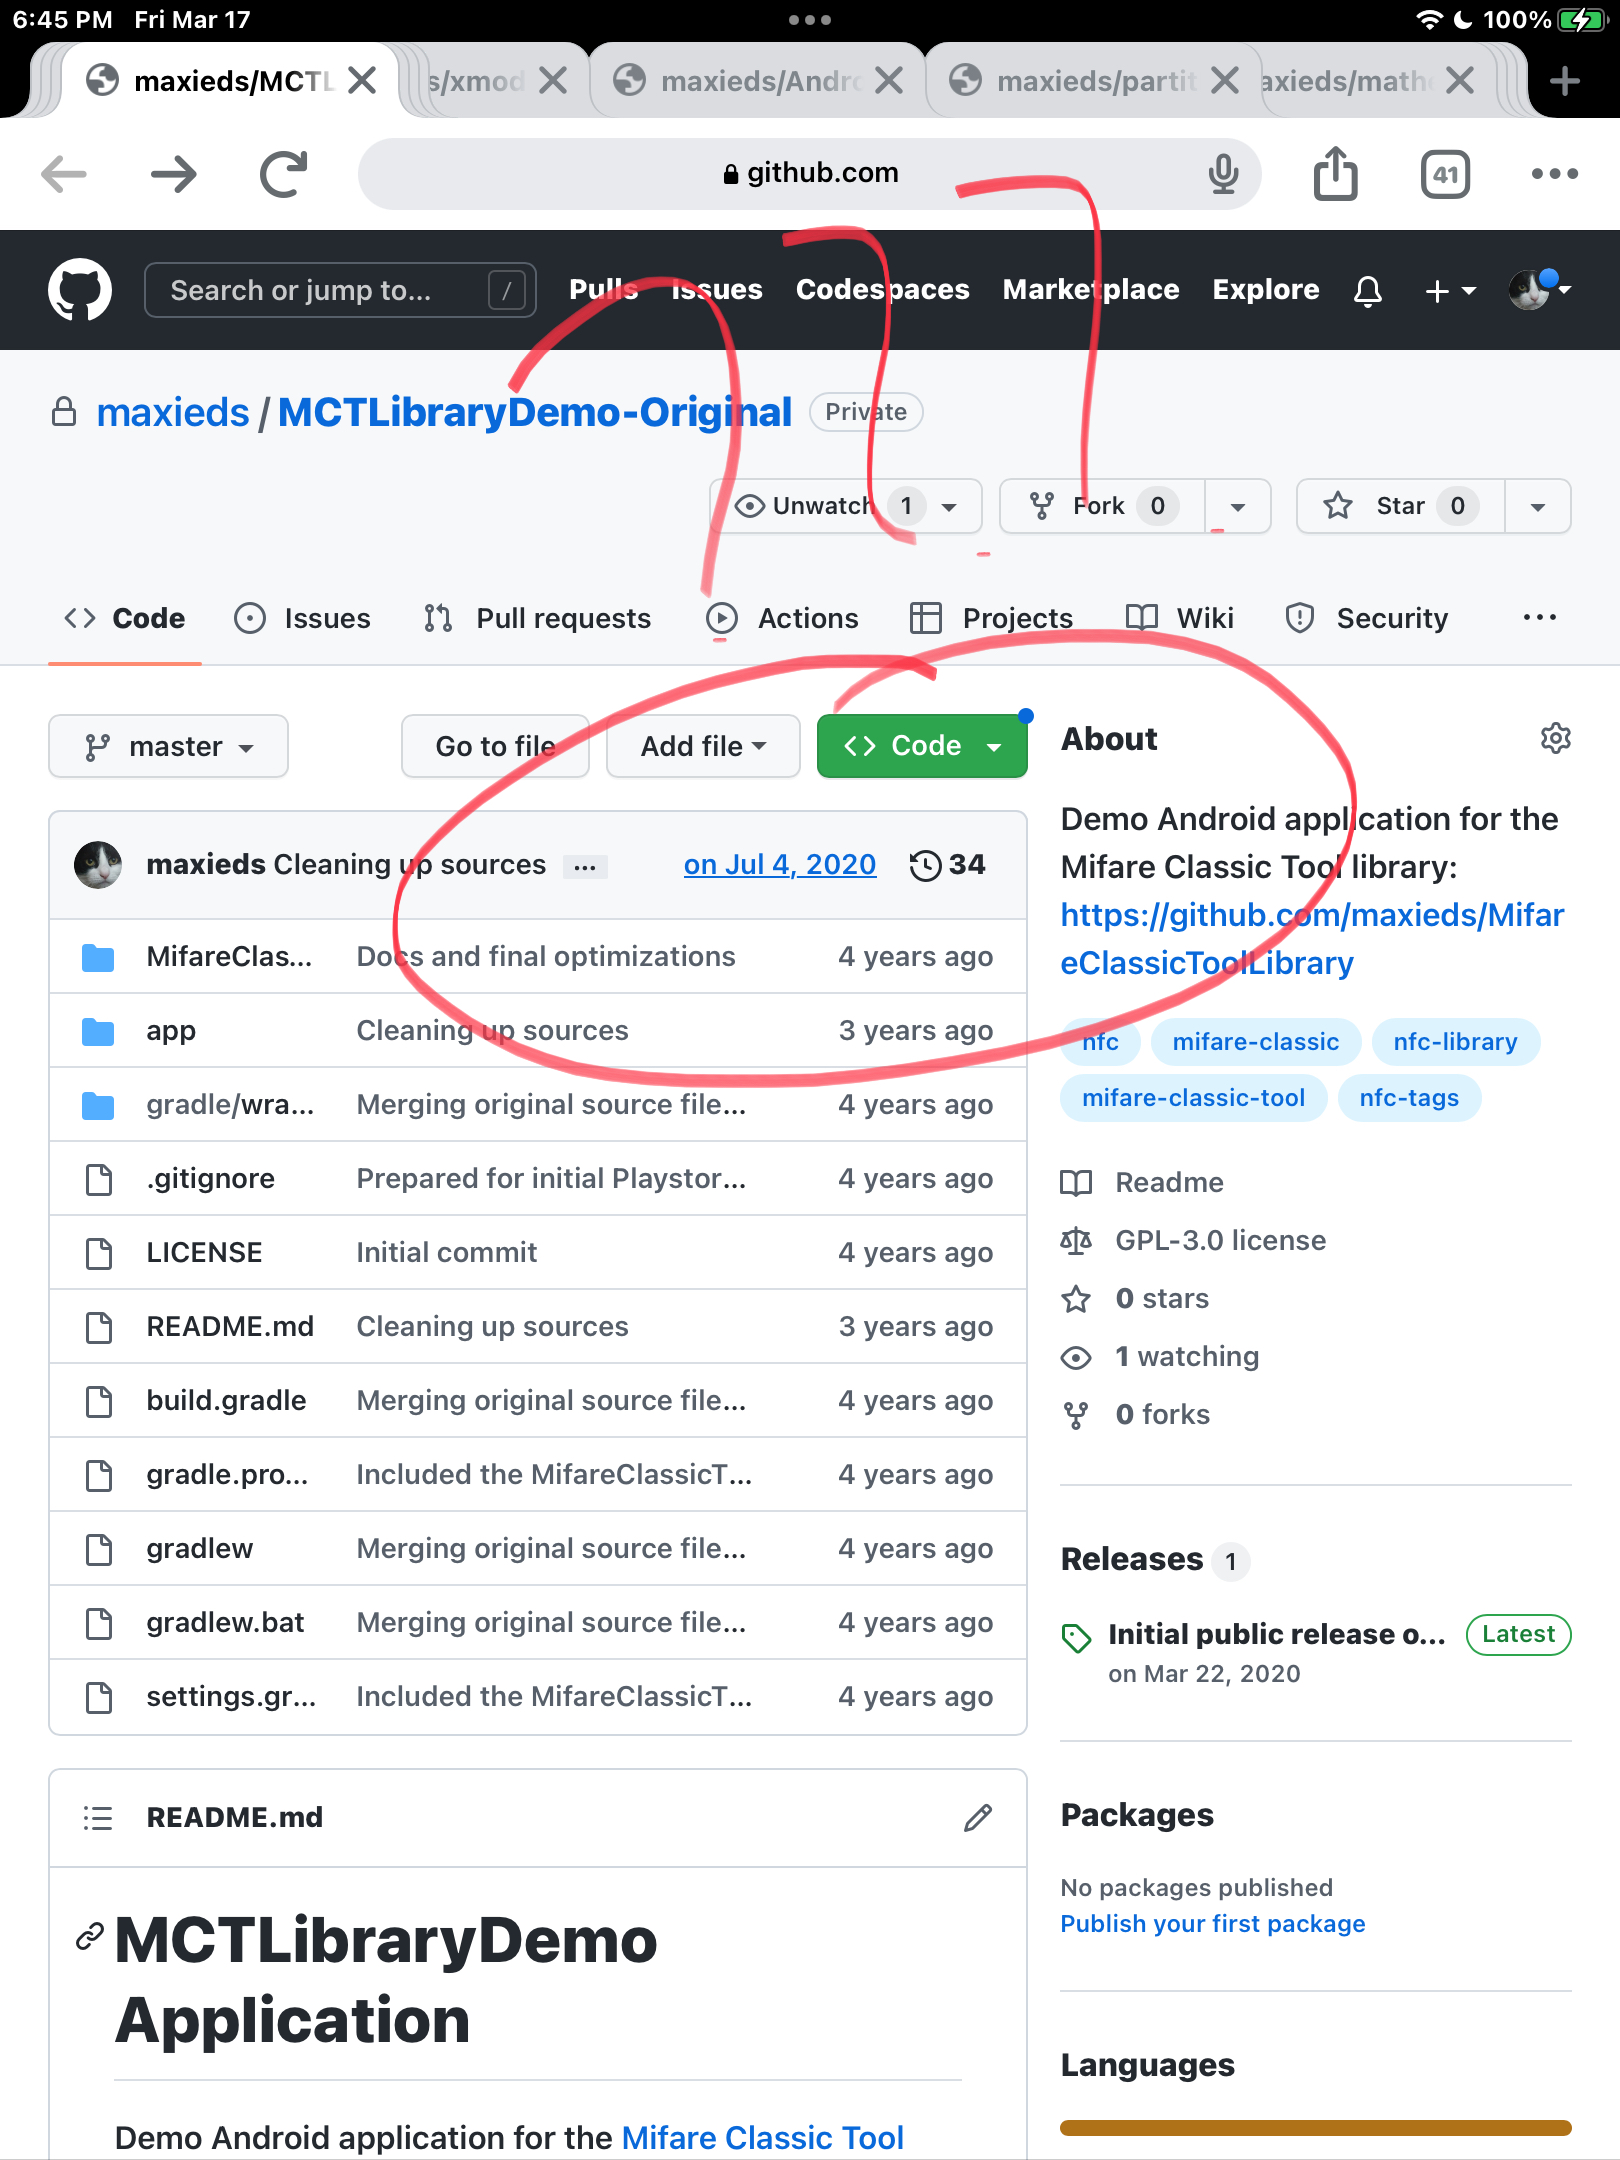 6:45 PM Fri Mar 17
100%
maxieds/MCTL
s/xmod
maxieds/Andro
maxieds/partit
axieds/math
github.com
41
Search or jump to... /
Pulls Issues Codespaces Marketplace Explore
maxieds / MCTLibraryDemo-Original Private
Unwatch 1
Fork 0
Star 0
Code Issues Pull requests Actions Projects Wiki Security
master Go to file Add file Code
maxieds Cleaning up sources ... on Jul 4, 2020 34
MifareClas... Docs and final optimizations 4 years ago
app Cleaning up sources 3 years ago
gradle/wra... Merging original source file... 4 years ago
.gitignore Prepared for initial Playstor... 4 years ago
LICENSE Initial commit 4 years ago
README.md Cleaning up sources 3 years ago
build.gradle Merging original source file... 4 years ago
gradle.pro... Included the MifareClassicT... 4 years ago
gradlew Merging original source file... 4 years ago
gradlew.bat Merging original source file... 4 years ago
settings.gr... Included the MifareClassicT... 4 years ago
README.md
MCTLibraryDemo
Application
Demo Android application for the Mifare Classic Tool
About
Demo Android application for the
Mifare Classic Tool library:
https://github.com/maxieds/Mifar
eClassicToolLibrary
nfc mifare-classic nfc-library
mifare-classic-tool nfc-tags
Readme
GPL-3.0 license
0 stars
1 watching
0 forks
Releases 1
Initial public release o... Latest
on Mar 22, 2020
Packages
No packages published
Publish your first package
Languages